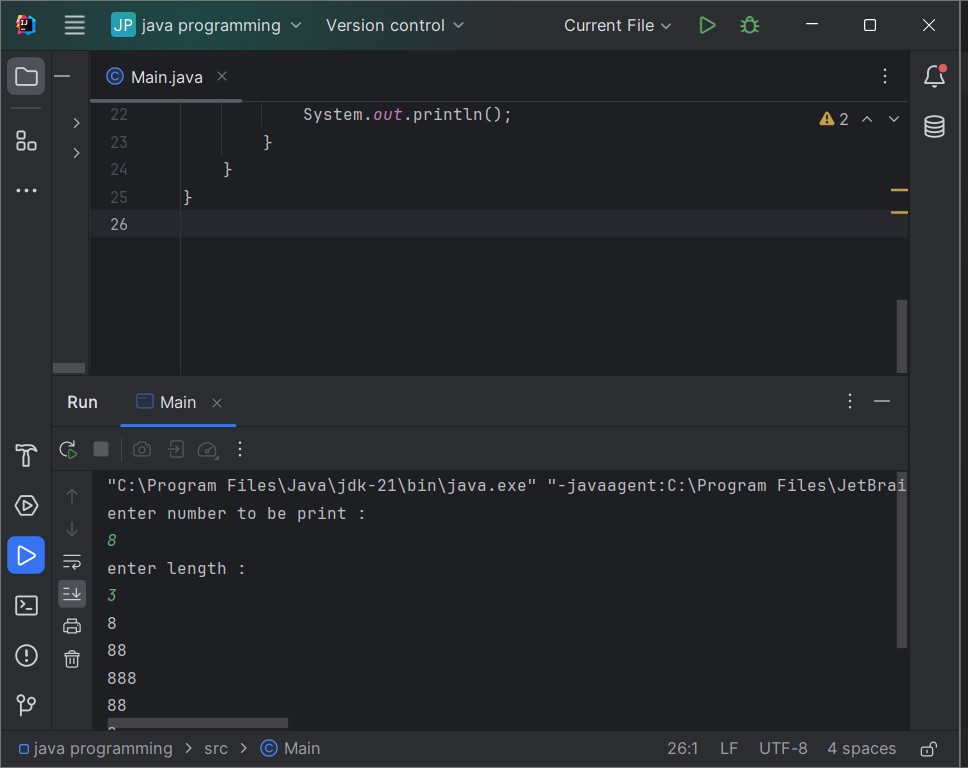 JP java programming Version control Current File
Main.java
22 System.out.println();
23 }
24 }
25 }
26
2
Run Main
"C:\Program Files\Java\jdk-21\bin\java.exe" "-javaagent:C:\Program Files\JetBrai
enter number to be print :
8
enter length :
3
8
88
888
88
java programming > src > Main 26:1 LF UTF-8 4 spaces